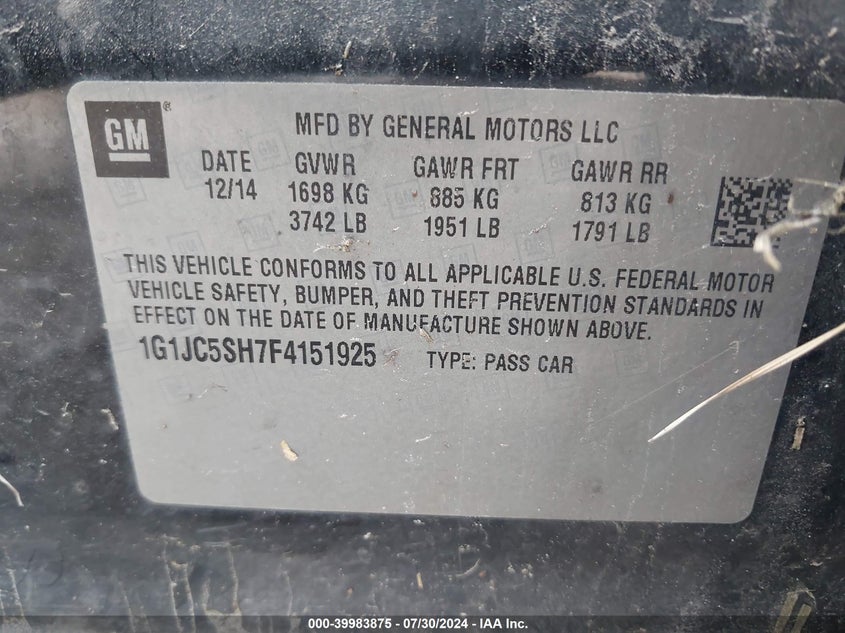 GM ®
MFD BY GENERAL MOTORS LLC
DATE GVWR GAWR FRT GAWR RR
12/14 1698 KG 885 KG 813 KG
3742 LB 1951 LB 1791 LB
THIS VEHICLE CONFORMS TO ALL APPLICABLE U.S. FEDERAL MOTOR
VEHICLE SAFETY, BUMPER, AND THEFT PREVENTION STANDARDS IN
EFFECT ON THE DATE OF MANUFACTURE SHOWN ABOVE.
1G1JC5SH7F4151925 TYPE: PASS CAR
000-39983875 - 07/30/2024 - IAA Inc.